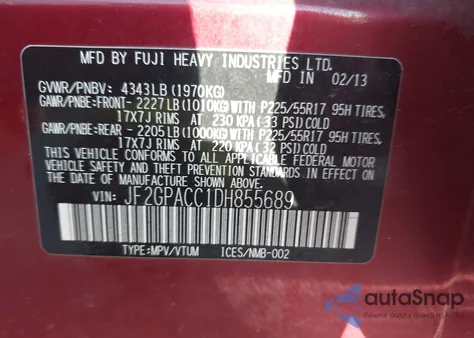 MFD BY FUJI HEAVY INDUSTRIES LTD.
MFD. IN 02/13
GVWR/PNBV: 4343LB (1970KG)
GAWR/PNBE:FRONT- 2227LB(1010KG)WITH P225/55R17 95H TIRES,
17X7J RIMS AT 230 KPA(33 PSI)COLD
GAWR/PNBE:REAR - 2205LB(1000KG)WITH P225/55R17 95H TIRES,
17X7J RIMS AT 220 KPA(32 PSI)COLD
THIS VEHICLE CONFORMS TO ALL APPLICABLE FEDERAL MOTOR
VEHICLE SAFETY, BUMPER, AND THEFT PREVENTION STANDARDS
IN EFFECT ON THE DATE OF MANUFACTURE SHOWN ABOVE.
VIN: JF2GPACC1DH855689
TYPE:MPV/VTUM ICES/NMB-002
autoSnap
Powered by